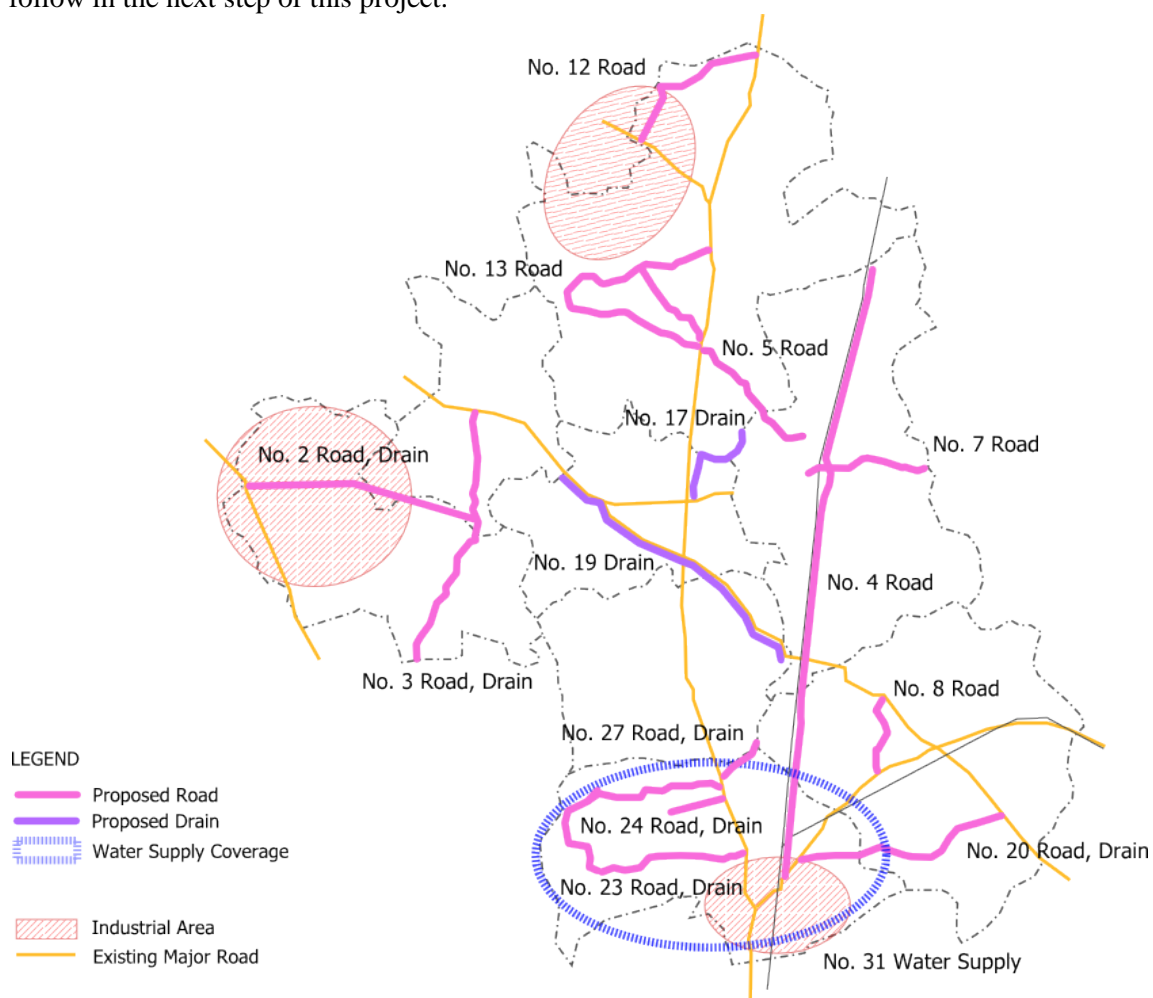 follow in the next step of this project.
No. 12 Road
No. 13 Road
No. 5 Road
No. 17 Drain
No. 7 Road
No. 2 Road, Drain
No. 19 Drain
No. 4 Road
No. 3 Road, Drain
No. 8 Road
No. 27 Road, Drain
No. 24 Road, Drain
No. 20 Road, Drain
No. 23 Road, Drain
No. 31 Water Supply
LEGEND
Proposed Road
Proposed Drain
Water Supply Coverage
Industrial Area
Existing Major Road